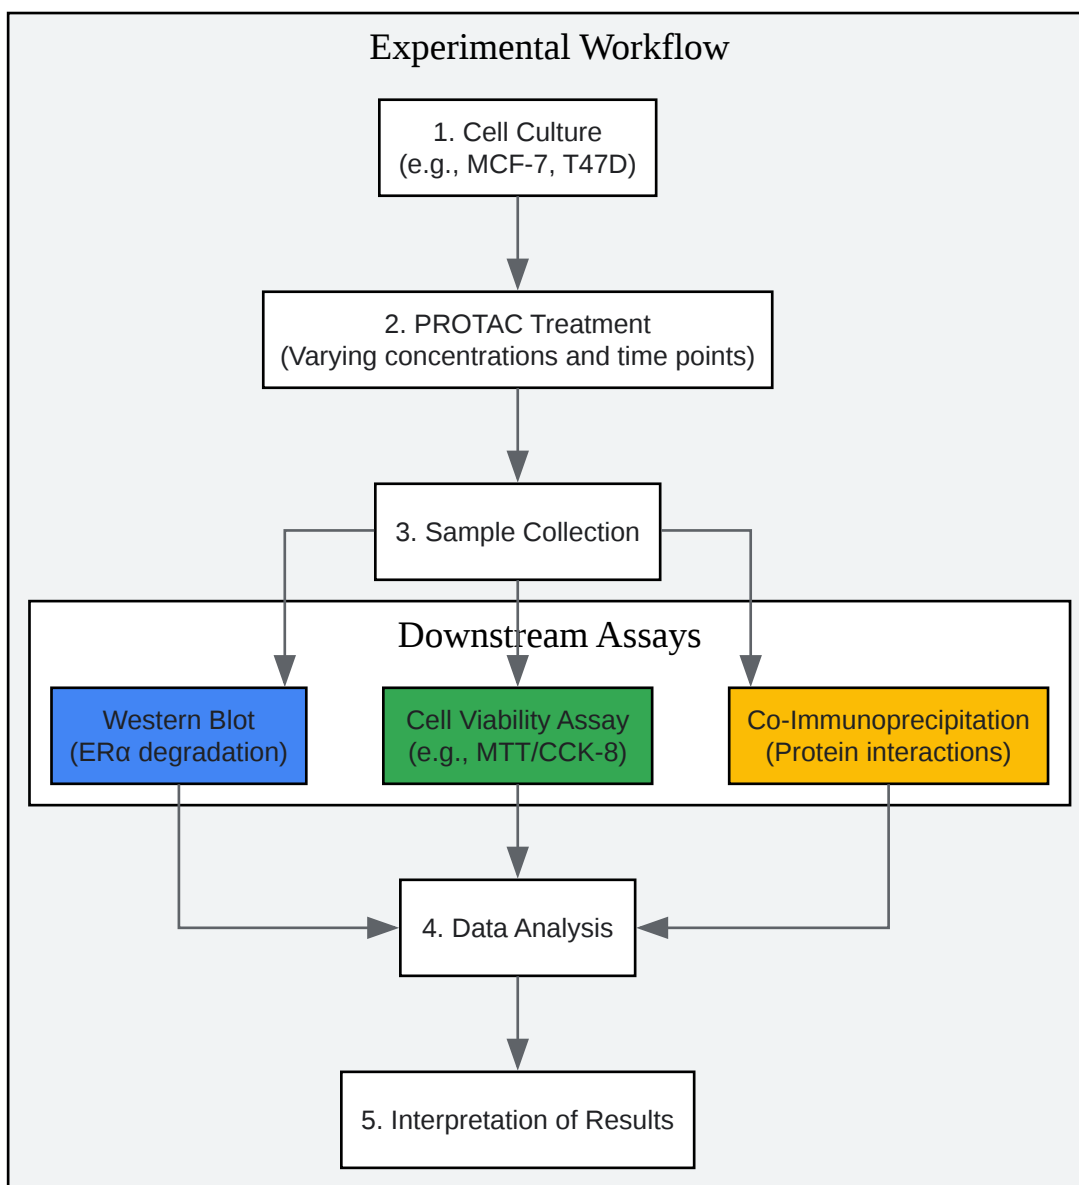 Experimental Workflow
1. Cell Culture
(e.g., MCF-7, T47D)
2. PROTAC Treatment
(Varying concentrations and time points)
3. Sample Collection
Downstream Assays
Western Blot
(ERα degradation)
Cell Viability Assay
(e.g., MTT/CCK-8)
Co-Immunoprecipitation
(Protein interactions)
4. Data Analysis
5. Interpretation of Results